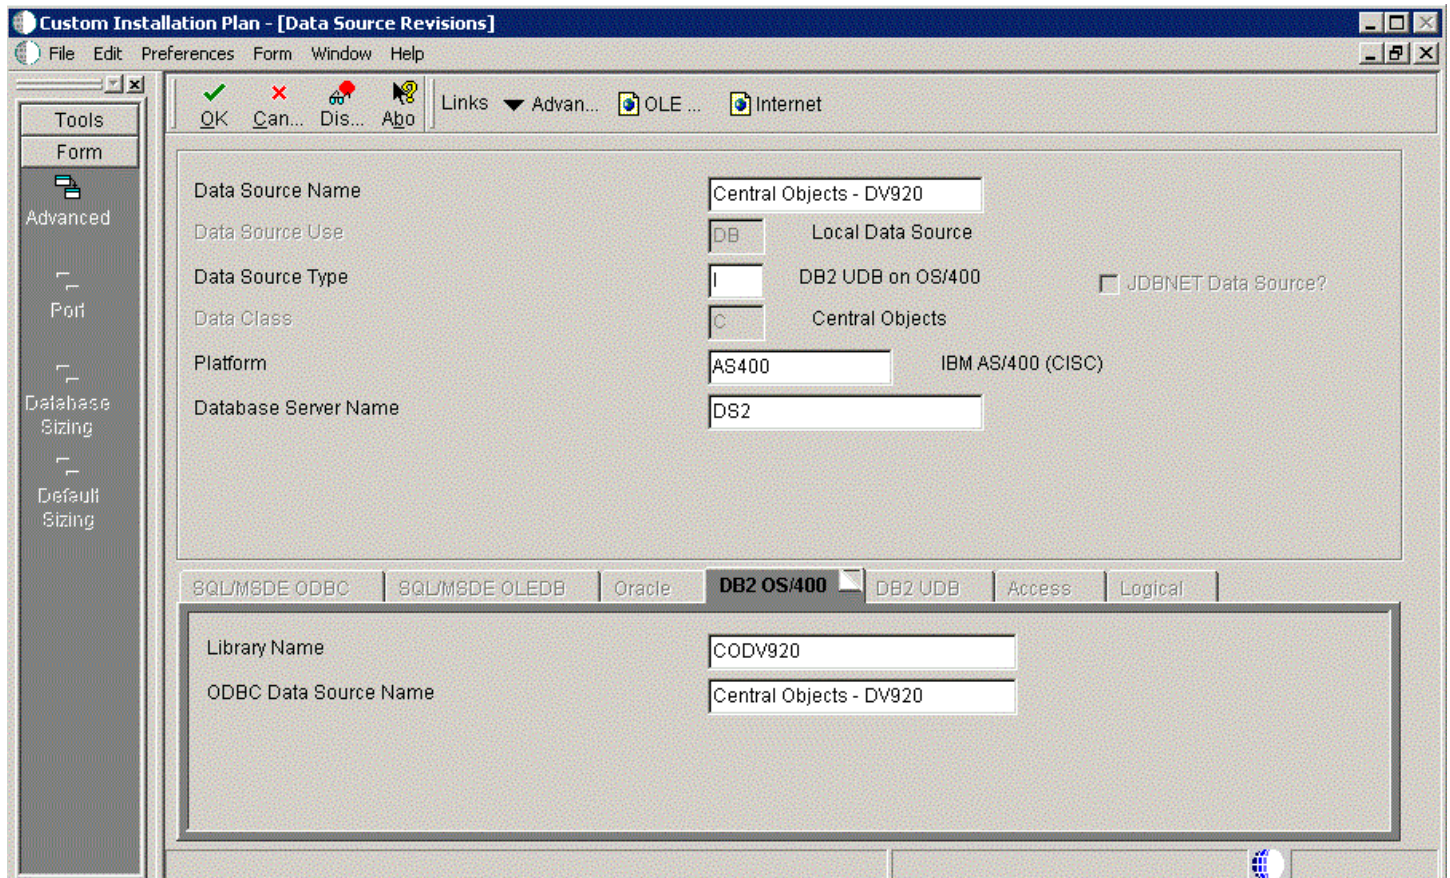 Custom Installation Plan - [Data Source Revisions]
File Edit Preferences Form Window Help
Tools
Form
Advanced
Port
Database
Sizing
Default
Sizing
OK Can... Dis... Abo Links Advan... OLE ... Internet
Data Source Name Central Objects - DV920
Data Source Use DB Local Data Source
Data Source Type I DB2 UDB on OS/400 JDBNET Data Source?
Data Class C Central Objects
Platform AS400 IBM AS/400 (CISC)
Database Server Name DS2
SQL/MSDE ODBC SQL/MSDE OLEDB Oracle DB2 OS/400 DB2 UDB Access Logical
Library Name CODV920
ODBC Data Source Name Central Objects - DV920